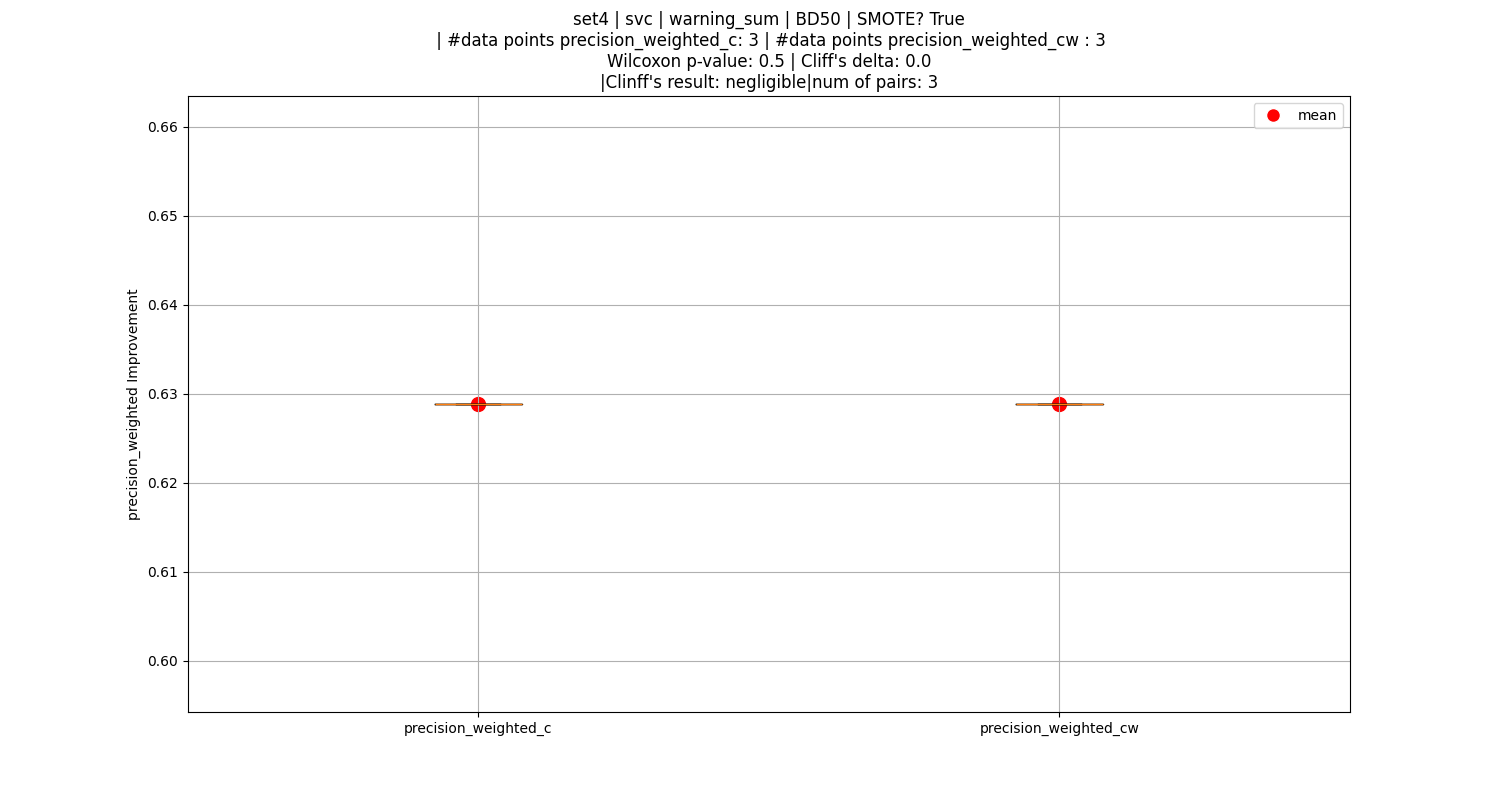 set4 | svc | warning_sum | BD50 | SMOTE? True
| #data points precision_weighted_c: 3 | #data points precision_weighted_cw : 3
Wilcoxon p-value: 0.5 | Cliff's delta: 0.0
|Clinff's result: negligible|num of pairs: 3
mean
0.66
0.65
0.64
0.63
0.62
0.61
0.60
precision_weighted Improvement
precision_weighted_c
precision_weighted_cw